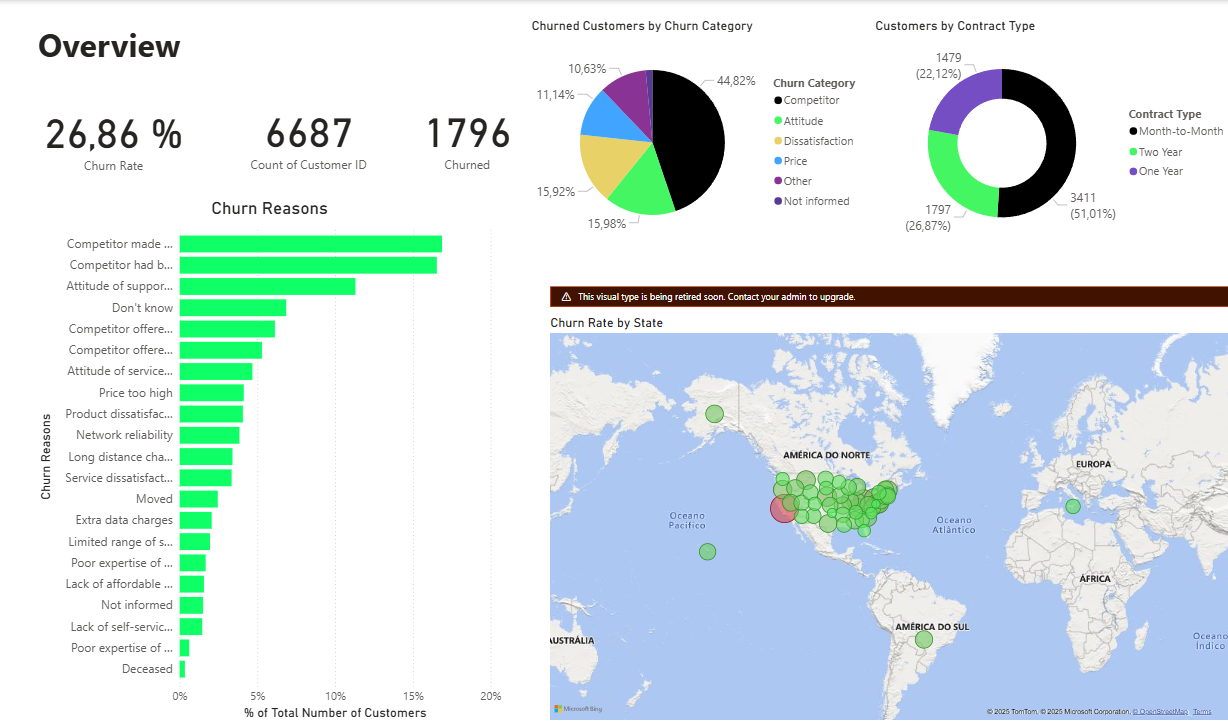 Overview
26,86 %
Churn Rate
6687
Count of Customer ID
1796
Churned
Churned Customers by Churn Category
10,63%
11,14%
15,92%
15,98%
44,82%
Churn Category
Competitor
Attitude
Dissatisfaction
Price
Other
Not informed
Customers by Contract Type
1479
(22,12%)
1797
(26,87%)
3411
(51,01%)
Contract Type
Month-to-Month
Two Year
One Year
Churn Reasons
Churn Reasons
Competitor made ...
Competitor had b...
Attitude of suppor...
Don't know
Competitor offere...
Competitor offere...
Attitude of service...
Price too high
Product dissatisfac...
Network reliability
Long distance cha...
Service dissatisfact...
Moved
Extra data charges
Limited range of s...
Poor expertise of ...
Lack of affordable ...
Not informed
Lack of self-servic...
Poor expertise of ...
Deceased
0%
5%
10%
15%
20%
% of Total Number of Customers
This visual type is being retired soon. Contact your admin to upgrade.
Churn Rate by State
AMÉRICA DO NORTE
EUROPA
Oceano
Pacífico
Oceano
Atlântico
ÁFRICA
AMÉRICA DO SUL
AUSTRÁLIA
Oceano
Índico
Microsoft Bing
© 2025 TomTom, © 2025 Microsoft Corporation, © OpenStreetMap Terms